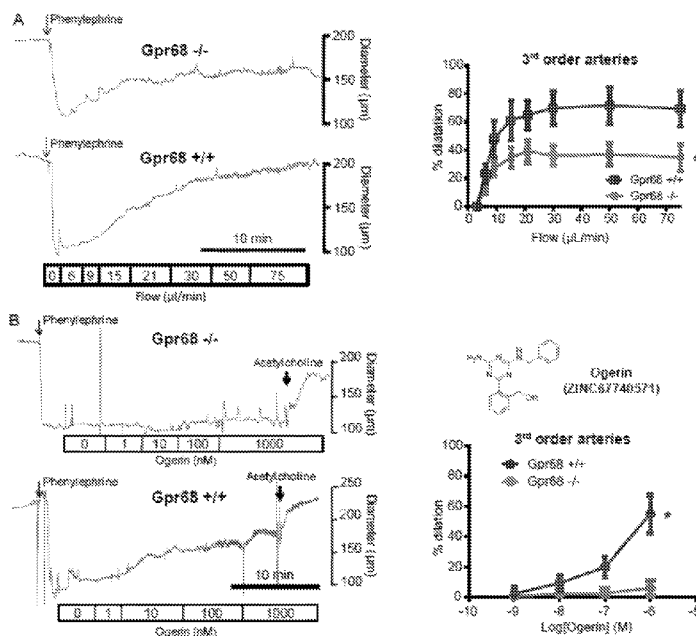 A
Phenylephrine
Gpr68 -/-
200
150
100
Diameter (µm)
Phenylephrine
Gpr68 +/+
200
150
100
Diameter (µm)
10 min
0 6 9 15 21 30 50 75
Flow (µl/min)
3rd order arteries
% dilatation
100
80
60
40
20
0
Gpr68 +/+
Gpr68 -/-
*
0 10 20 30 40 50 60 70
Flow (µL/min)
B
Phenylephrine
Gpr68 -/-
Acetylcholine
200
150
100
Diameter (µm)
0 1 10 100 1000
Ogerin (nM)
Phenylephrine
Gpr68 +/+
Acetylcholine
250
200
150
100
Diameter (µm)
10 min
0 1 10 100 1000
Ogerin (nM)
Ogerin
(ZINC67740571)
3rd order arteries
% dilation
100
80
60
40
20
0
Gpr68 +/+
Gpr68 -/-
*
-10 -9 -8 -7 -6 -5
Log[Ogerin] (M)